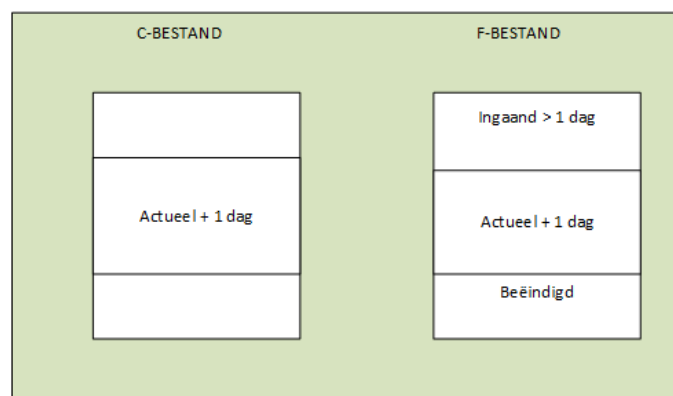 C-BESTAND
F-BESTAND
Ingaand > 1 dag
Actueel + 1 dag
Actueel + 1 dag
Beëindigd